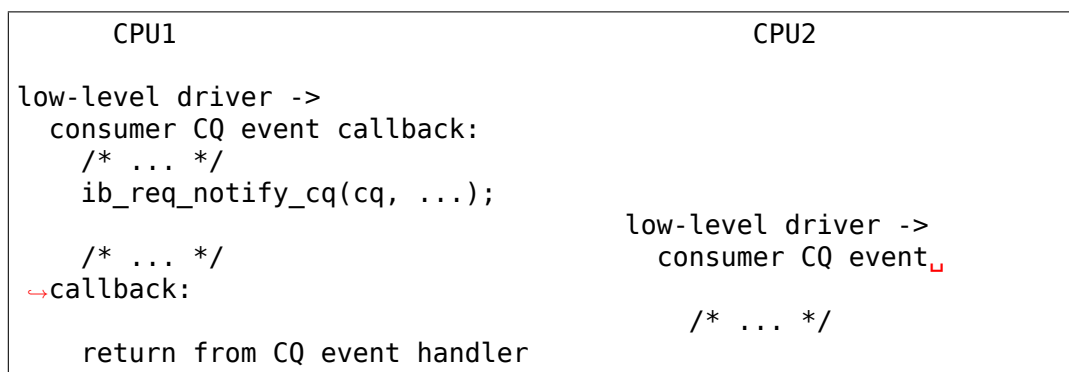 CPU1                                    CPU2
low-level driver ->
  consumer CQ event callback:
    /* ... */
    ib_req_notify_cq(cq, ...);
                                      low-level driver ->
    /* ... */                           consumer CQ event␣
↪callback:
                                          /* ... */
    return from CQ event handler